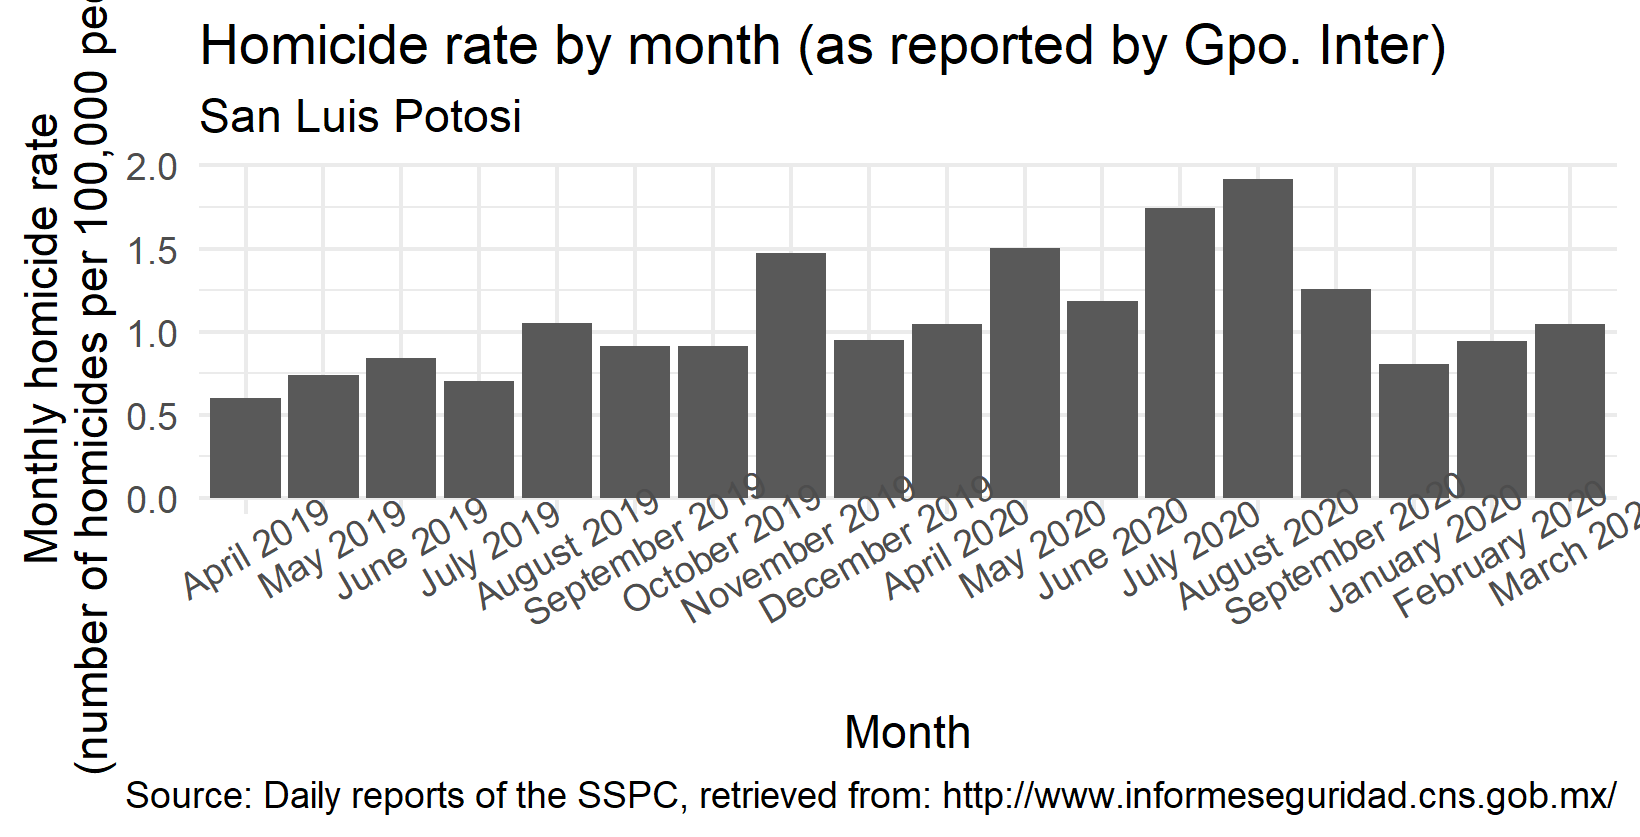 Homicide rate by month (as reported by Gpo. Inter)
San Luis Potosi
Monthly homicide rate
(number of homicides per 100,000
2.0
1.5
1.0
0.5
0.0
April 2019
May 2019
June 2019
July 2019
August 2019
September 2019
October 2019
November 2019
December 2019
April 2020
May 2020
June 2020
July 2020
August 2020
September 2020
January 2020
February 2020
March 202
Month
Source: Daily reports of the SSPC, retrieved from: http://www.informeseguridad.cns.gob.mx/